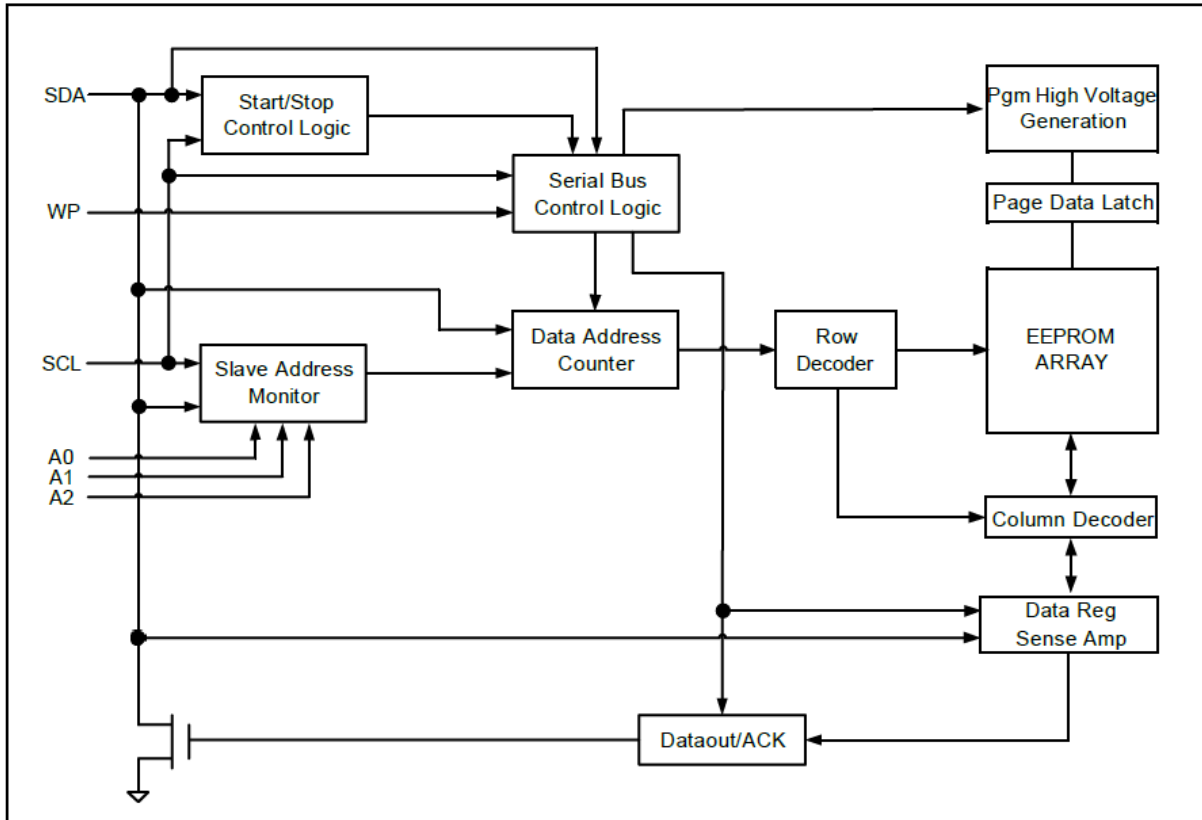 SDA
Start/Stop
Control Logic
Pgm High Voltage
Generation
Serial Bus
Control Logic
WP
Page Data Latch
SCL
Slave Address
Monitor
Data Address
Counter
Row
Decoder
EEPROM
ARRAY
A0
A1
A2
Column Decoder
Data Reg
Sense Amp
Dataout/ACK